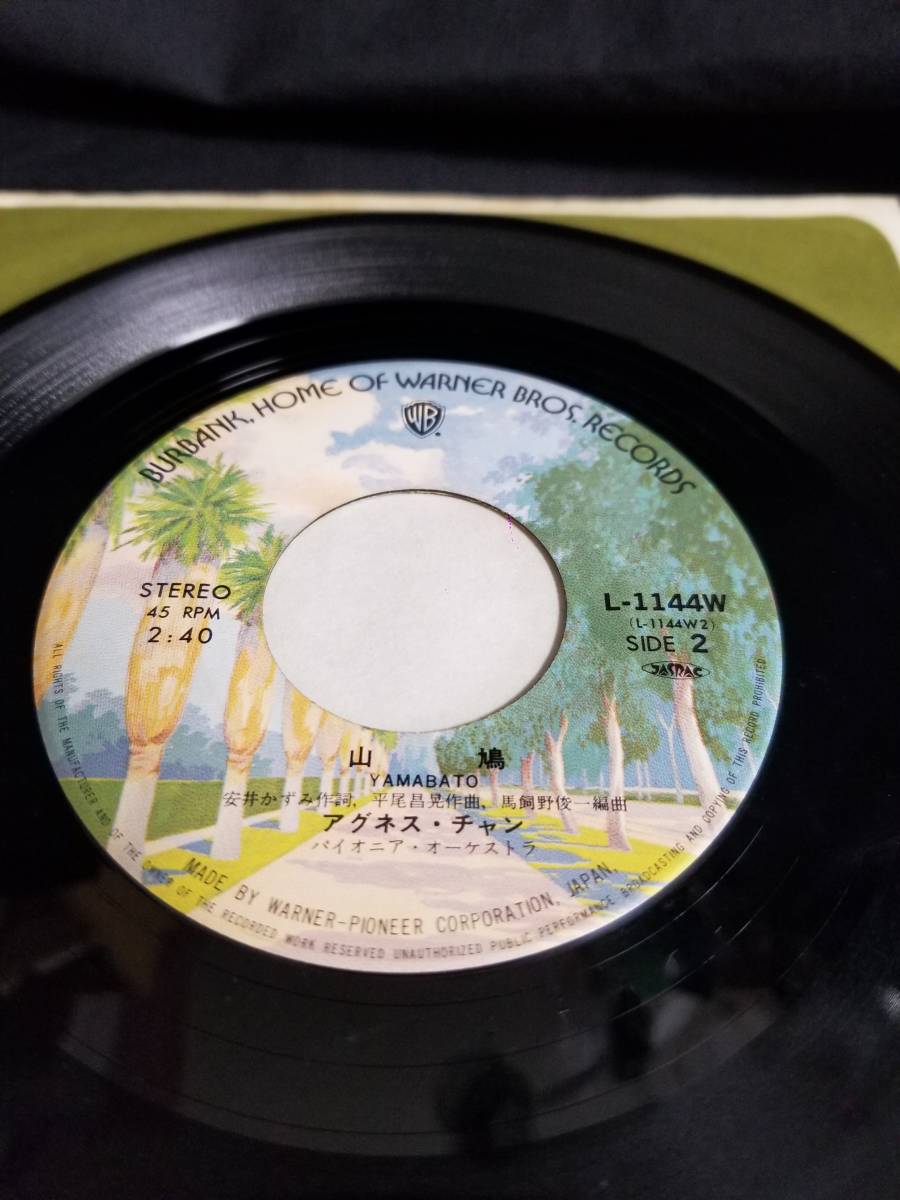 BURBANK, HOME OF WARNER BROS. RECORDS
WB
STEREO
45 RPM
2:40
L-1144W
(L-1144W2)
SIDE 2
JASRAC
山 鳩
YAMABATO
安井かずみ作詞, 平尾昌晃作曲, 馬飼野俊一編曲
アグネス・チャン
パイオニア・オーケストラ
MADE BY WARNER-PIONEER CORPORATION, JAPAN.
ALL RIGHTS OF THE MANUFACTURER AND OF THE OWNER OF THE RECORDED WORK RESERVED UNAUTHORIZED PUBLIC PERFORMANCE BROADCASTING AND COPYING OF THIS RECORD PROHIBITED